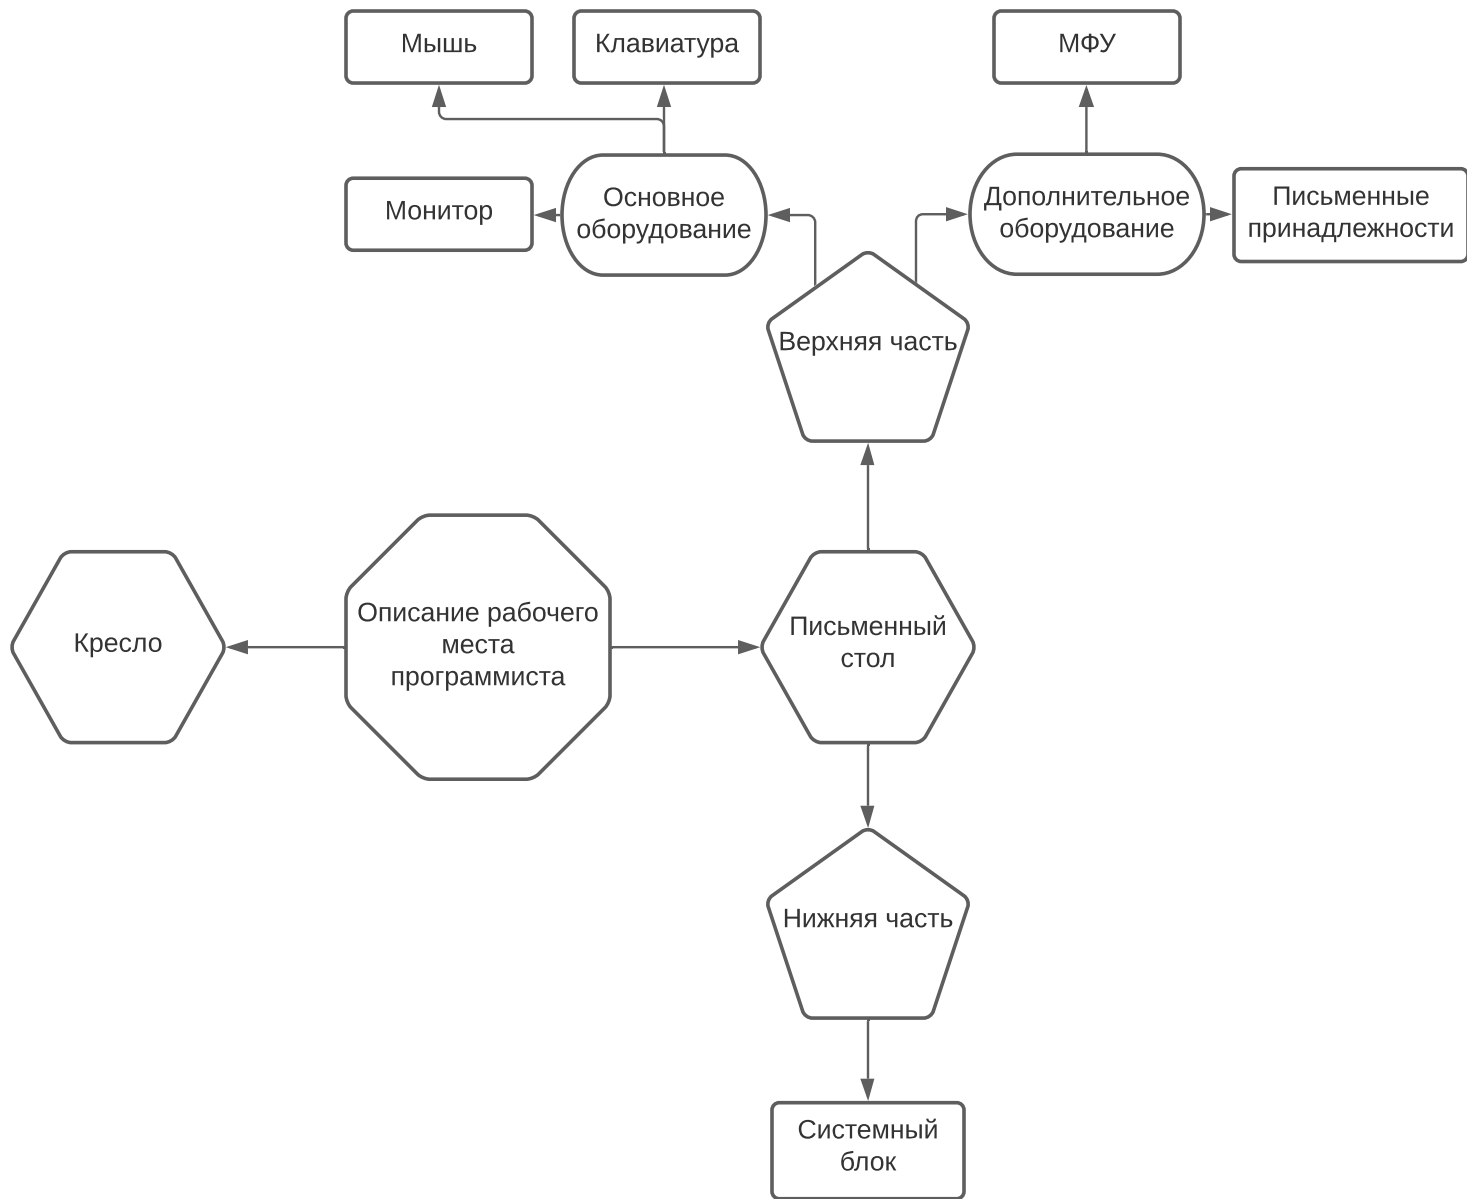 Мышь
Клавиатура
МФУ
Монитор
Основное
оборудование
Дополнительное
оборудование
Письменные
принадлежности
Верхняя часть
Кресло
Описание рабочего
места
программиста
Письменный
стол
Нижняя часть
Системный
блок